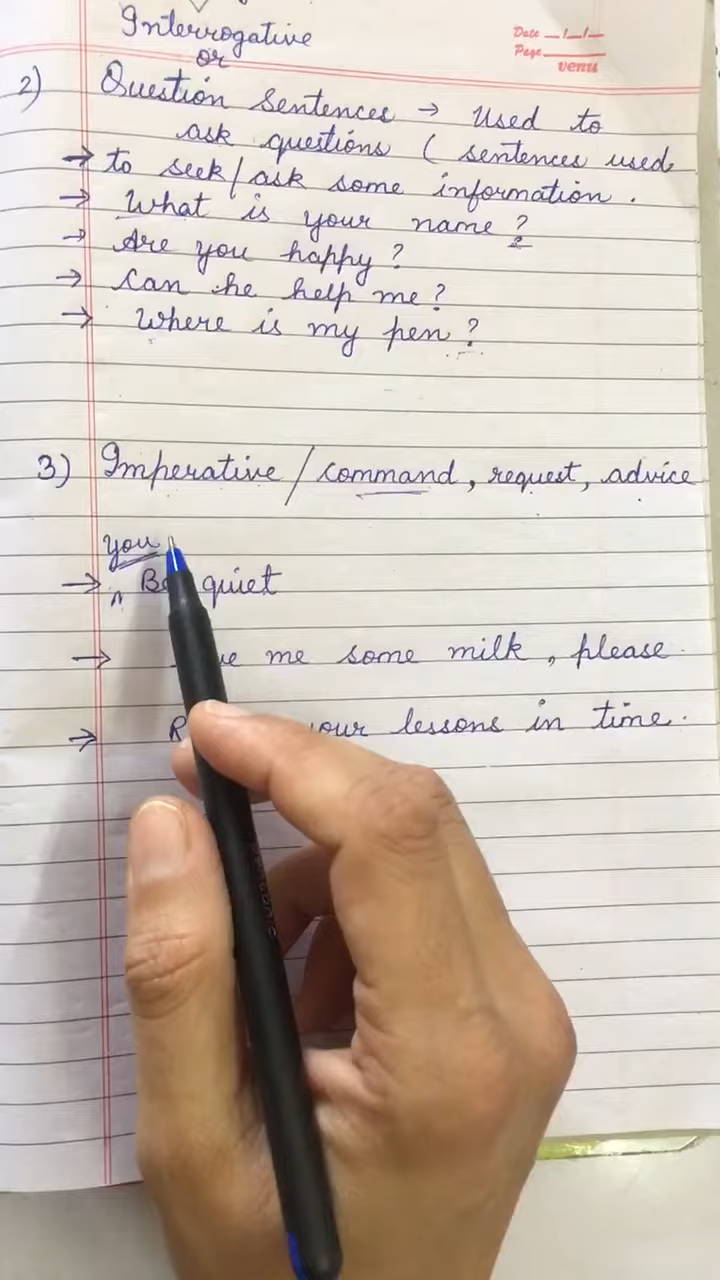 Interrogative
or
Date _/_/_
Page
venus
2) Question Sentences → Used to
ask questions ( sentences used
→ to seek/ask some information .
→ What is your name ?
→ Are you happy ?
→ Can he help me ?
→ Where is my pen ?
3) Imperative / command , request, advice
you
→ ^ Be quiet
→ me some milk , please .
→ your lessons in time .